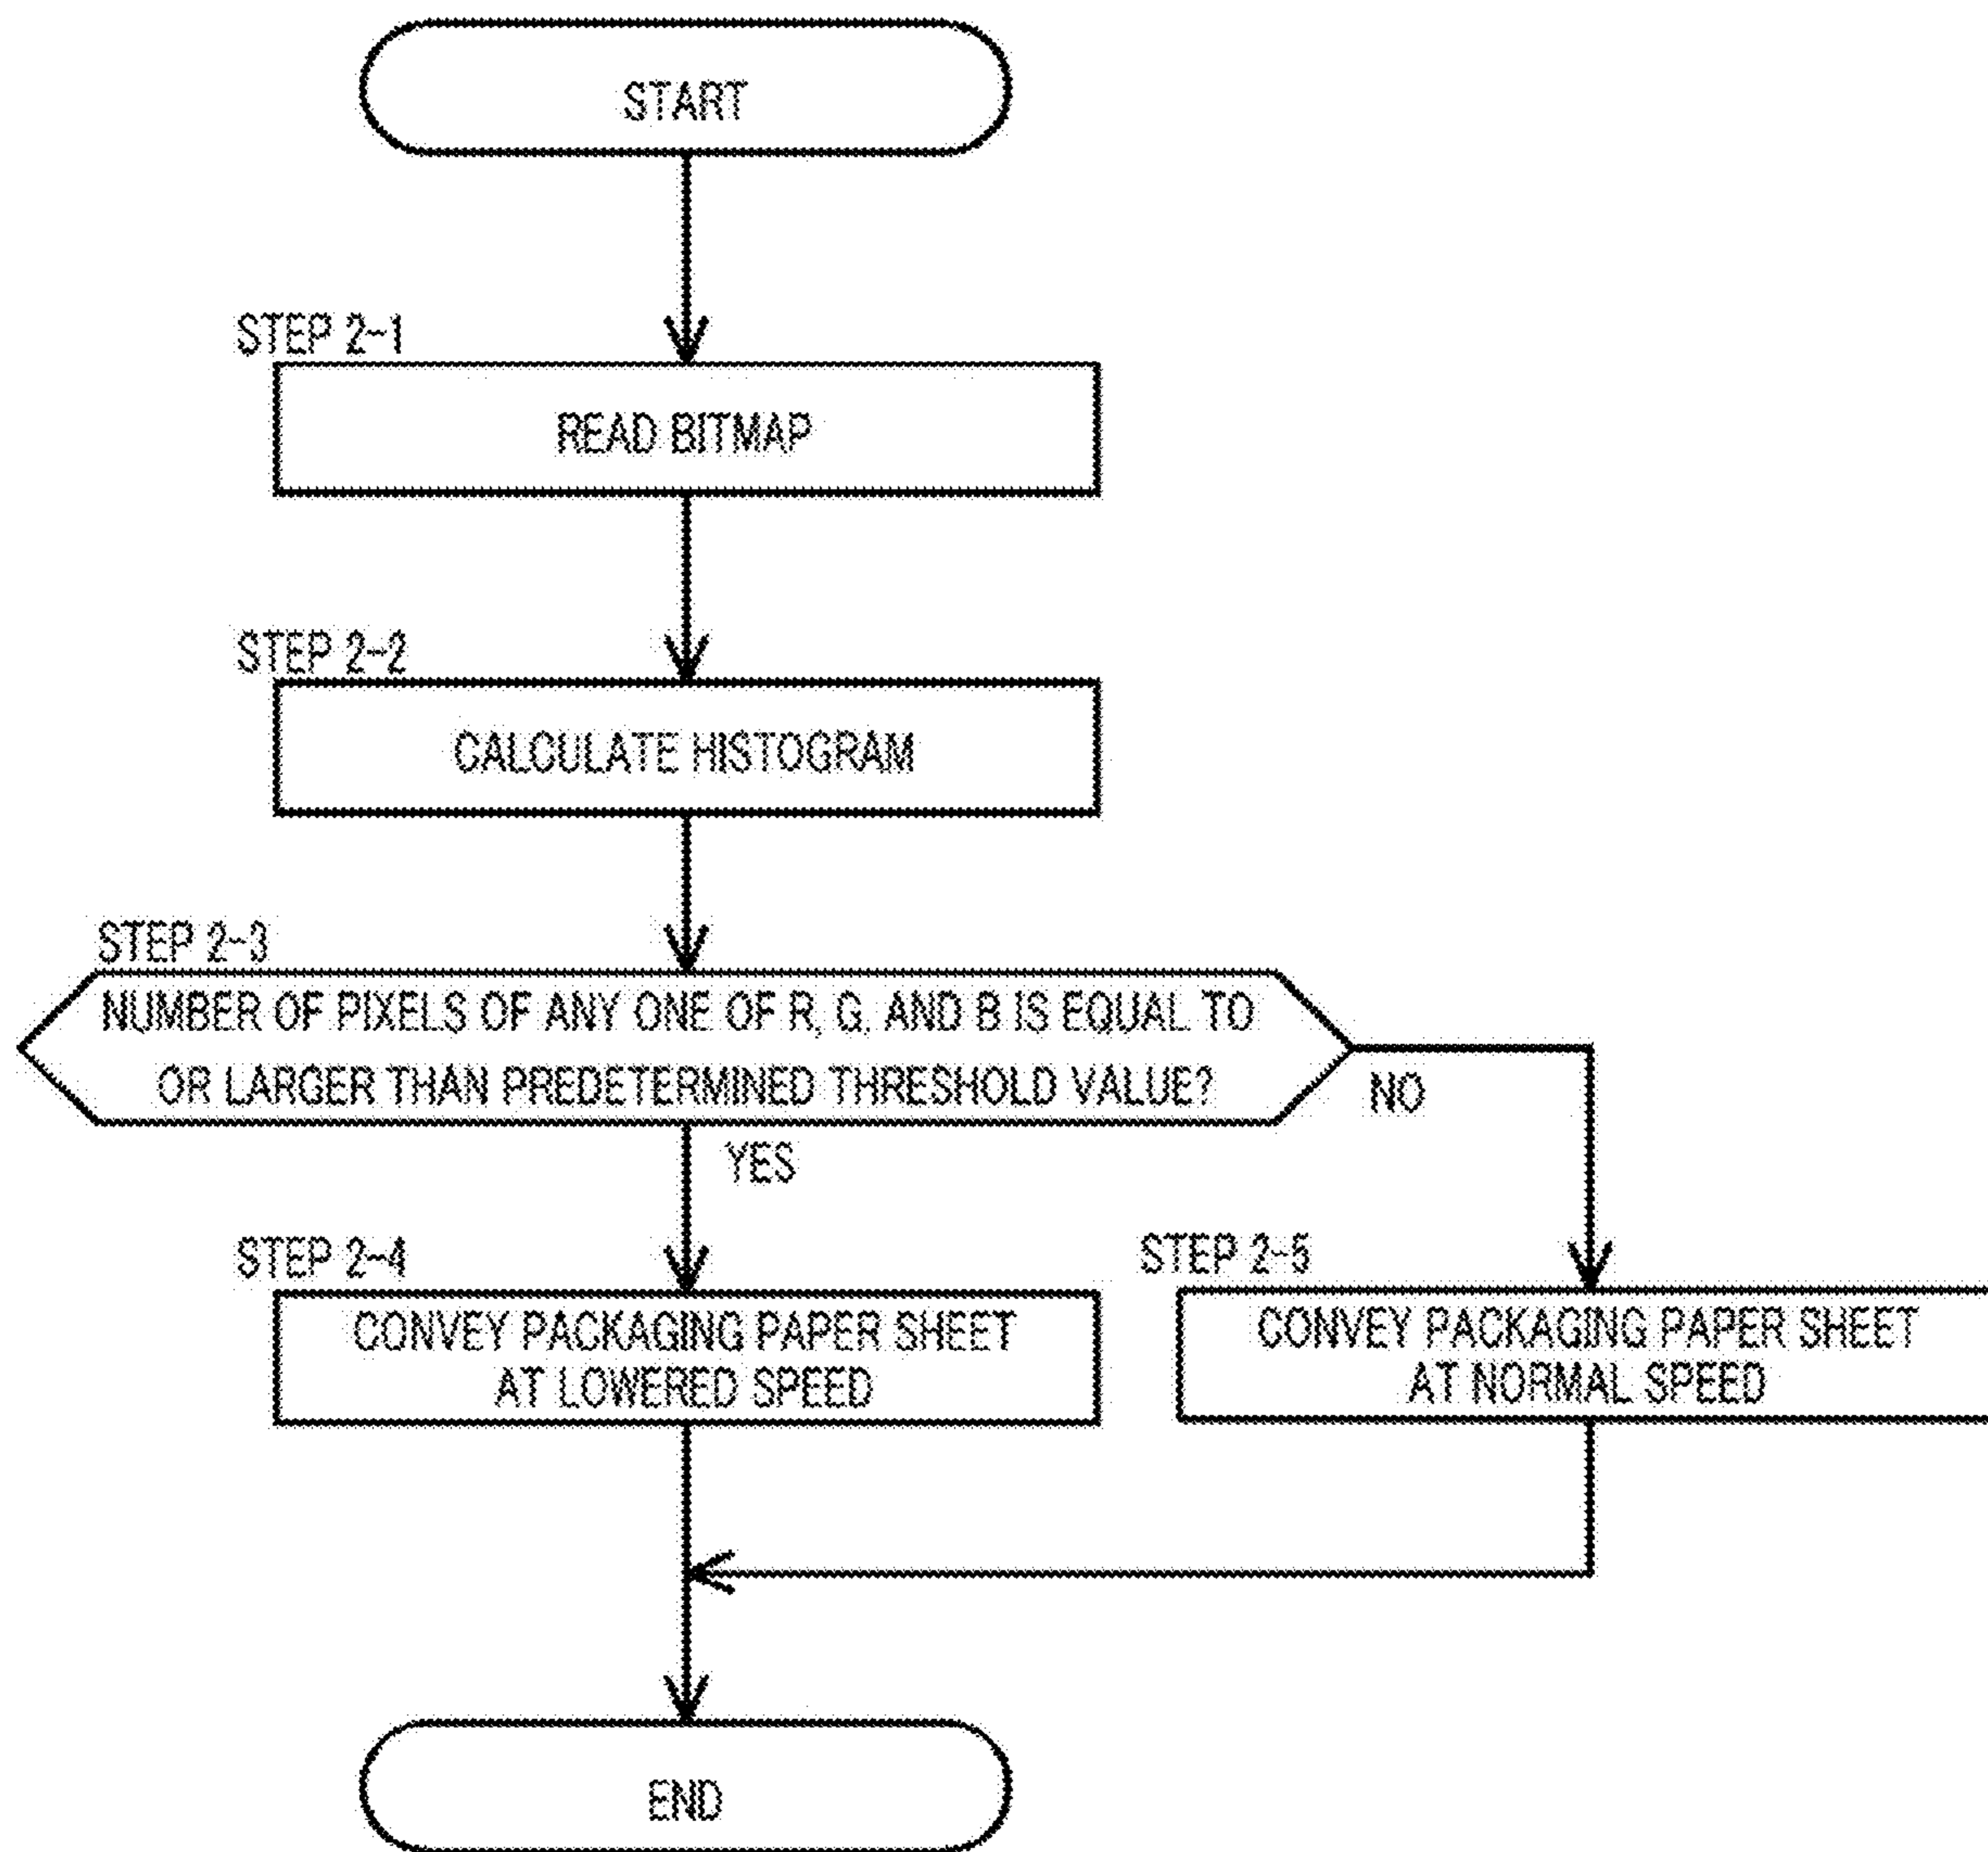 START
STEP 2-1
READ BITMAP
STEP 2-2
CALCULATE HISTOGRAM
STEP 2-3
NUMBER OF PIXELS OF ANY ONE OF R, G, AND B IS EQUAL TO
OR LARGER THAN PREDETERMINED THRESHOLD VALUE?
NO
YES
STEP 2-4
CONVEY PACKAGING PAPER SHEET
AT LOWERED SPEED
STEP 2-5
CONVEY PACKAGING PAPER SHEET
AT NORMAL SPEED
END